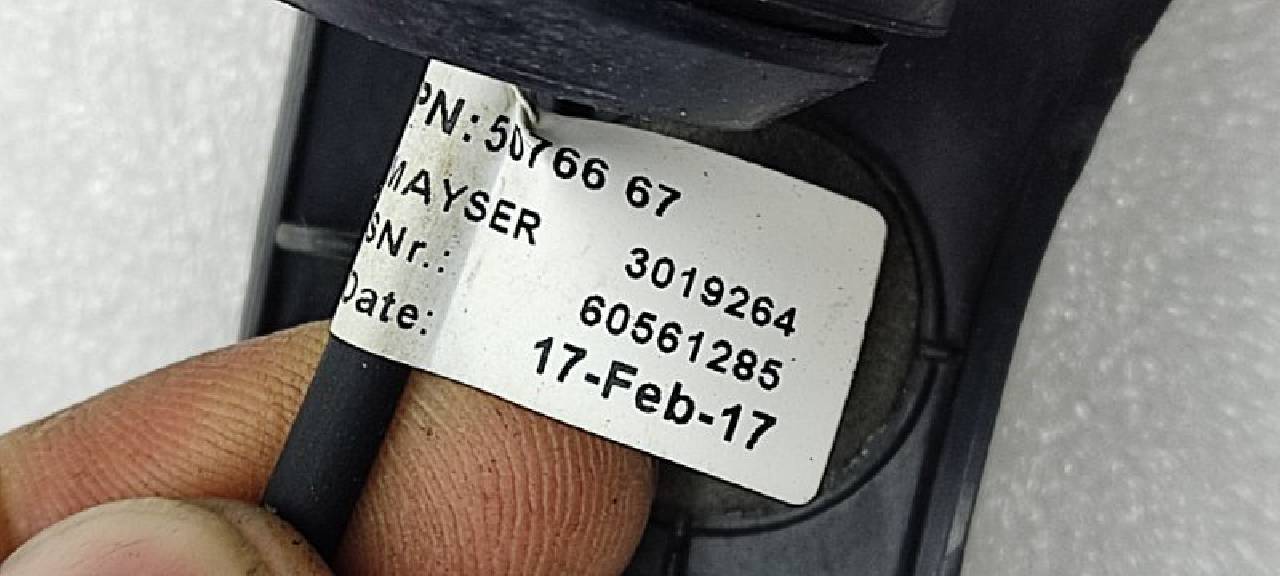 PN: 50766 67
MAYSER 3019264
SNr.: 60561285
Date: 17-Feb-17